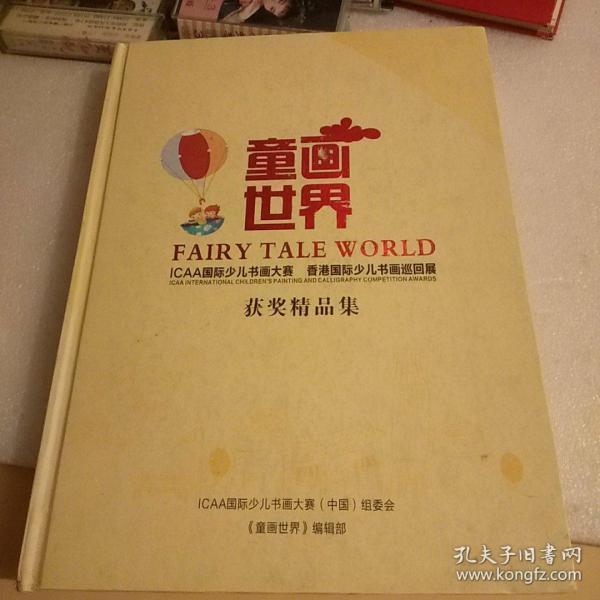 童画
世界
FAIRY TALE WORLD
ICAA国际少儿书画大赛 香港国际少儿书画巡回展
ICAA INTERNATIONAL CHILDREN'S PAINTING AND CALLIGRAPHY COMPETITION AWARDS
获奖精品集
ICAA国际少儿书画大赛（中国）组委会
《童画世界》编辑部
孔夫子旧书网
www.kongfz.com